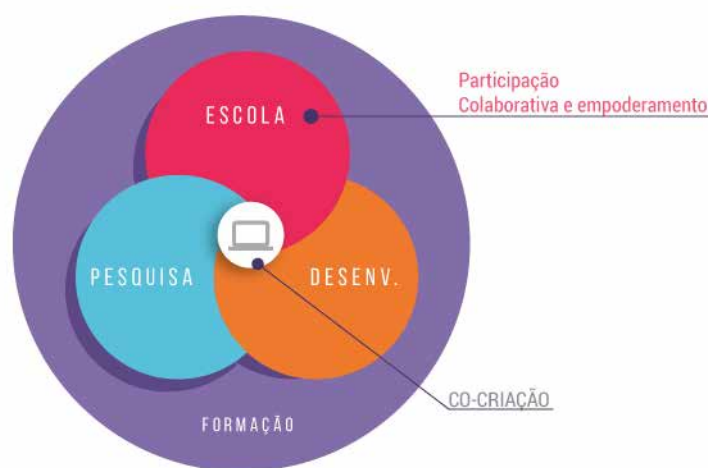 ESCOLA
Participação
Colaborativa e empoderamento
PESQUISA
DESENV.
CO-CRIAÇÃO
FORMAÇÃO